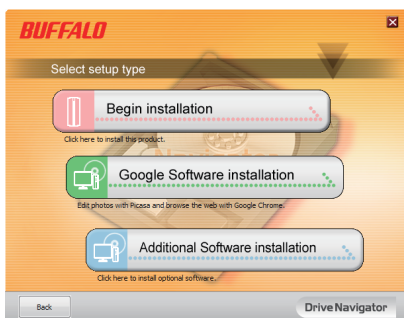 BUFFALO
Select setup type
Begin installation
Click here to install this product.
Google Software installation
Edit photos with Picasa and browse the web with Google Chrome.
Additional Software installation
Click here to install optional software.
Back
DriveNavigator